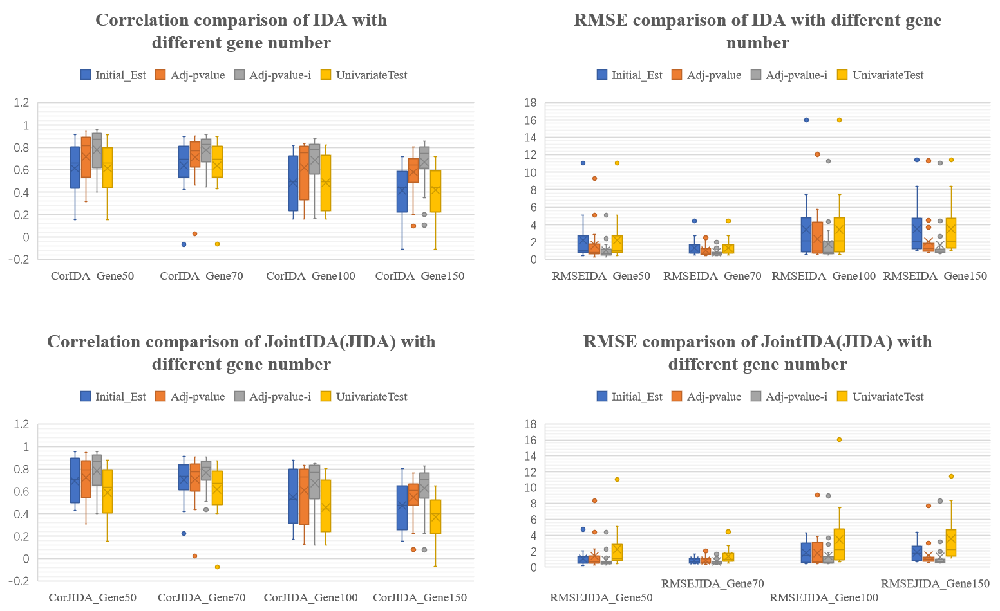 Correlation comparison of IDA with
different gene number
Initial_Est Adj-pvalue Adj-pvalue-i UnivariateTest
1.2
1
0.8
0.6
0.4
0.2
0
-0.2
CorIDA_Gene50 CorIDA_Gene70 CorIDA_Gene100 CorIDA_Gene150
RMSE comparison of IDA with different gene
number
Initial_Est Adj-pvalue Adj-pvalue-i UnivariateTest
18
16
14
12
10
8
6
4
2
0
RMSEIDA_Gene50 RMSEIDA_Gene70 RMSEIDA_Gene100 RMSEIDA_Gene150
Correlation comparison of JointIDA(JIDA) with
different gene number
Initial_Est Adj-pvalue Adj-pvalue-i UnivariateTest
1.2
1
0.8
0.6
0.4
0.2
0
-0.2
CorJIDA_Gene50 CorJIDA_Gene70 CorJIDA_Gene100 CorJIDA_Gene150
RMSE comparison of JointIDA(JIDA) with
different gene number
Initial_Est Adj-pvalue Adj-pvalue-i UnivariateTest
18
16
14
12
10
8
6
4
2
0
RMSEJIDA_Gene70 RMSEJIDA_Gene150
RMSEJIDA_Gene50 RMSEJIDA_Gene100